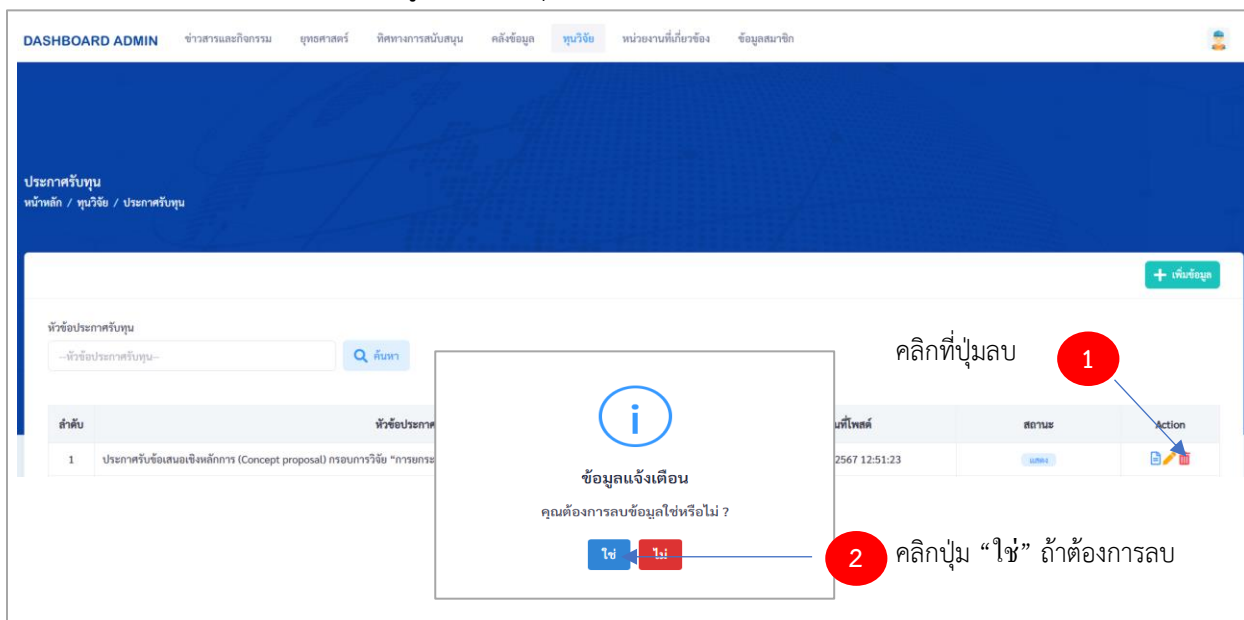 DASHBOARD ADMIN ข่าวสารและกิจกรรม ยุทธศาสตร์ ทิศทางการสนับสนุน คลังข้อมูล ทุนวิจัย หน่วยงานที่เกี่ยวข้อง ข้อมูลสมาชิก
ประกาศรับทุน
หน้าหลัก / ทุนวิจัย / ประกาศรับทุน
+ เพิ่มข้อมูล
หัวข้อประกาศรับทุน
--หัวข้อประกาศรับทุน--
ค้นหา
คลิกที่ปุ่มลบ
1
ลำดับ หัวข้อประกาศ นที่โพสต์ สถานะ Action
1 ประกาศรับข้อเสนอเชิงหลักการ (Concept proposal) กรอบการวิจัย “การยกระ 2567 12:51:23 แสดง
i
ข้อมูลแจ้งเตือน
คุณต้องการลบข้อมูลใช่หรือไม่ ?
ใช่ ไม่
2 คลิกปุ่ม “ใช่” ถ้าต้องการลบ